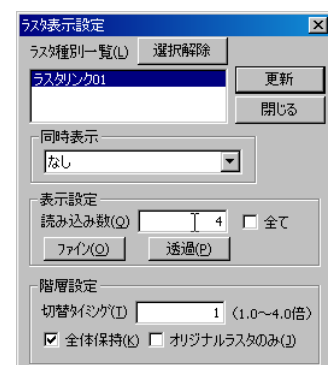 ﾗｽﾀ表示設定
ﾗｽﾀ種別一覧(L) 選択解除
ラスタリンク01
更新
閉じる
同時表示
なし
表示設定
読み込み数(Q) 4 全て
ﾌｧｲﾝ(O) 透過(P)
階層設定
切替ﾀｲﾐﾝｸﾞ(T) 1 (1.0～4.0倍)
全体保持(K) オリジナルラスタのみ(J)